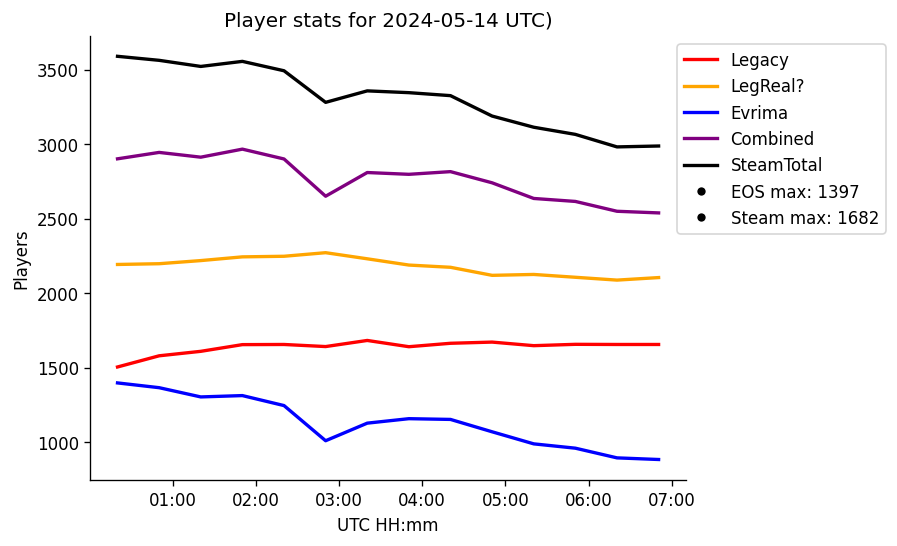 Player stats for 2024-05-14 UTC)
3500
3000
2500
2000
1500
1000
Players
01:00 02:00 03:00 04:00 05:00 06:00 07:00
UTC HH:mm
Legacy
LegReal?
Evrima
Combined
SteamTotal
EOS max: 1397
Steam max: 1682